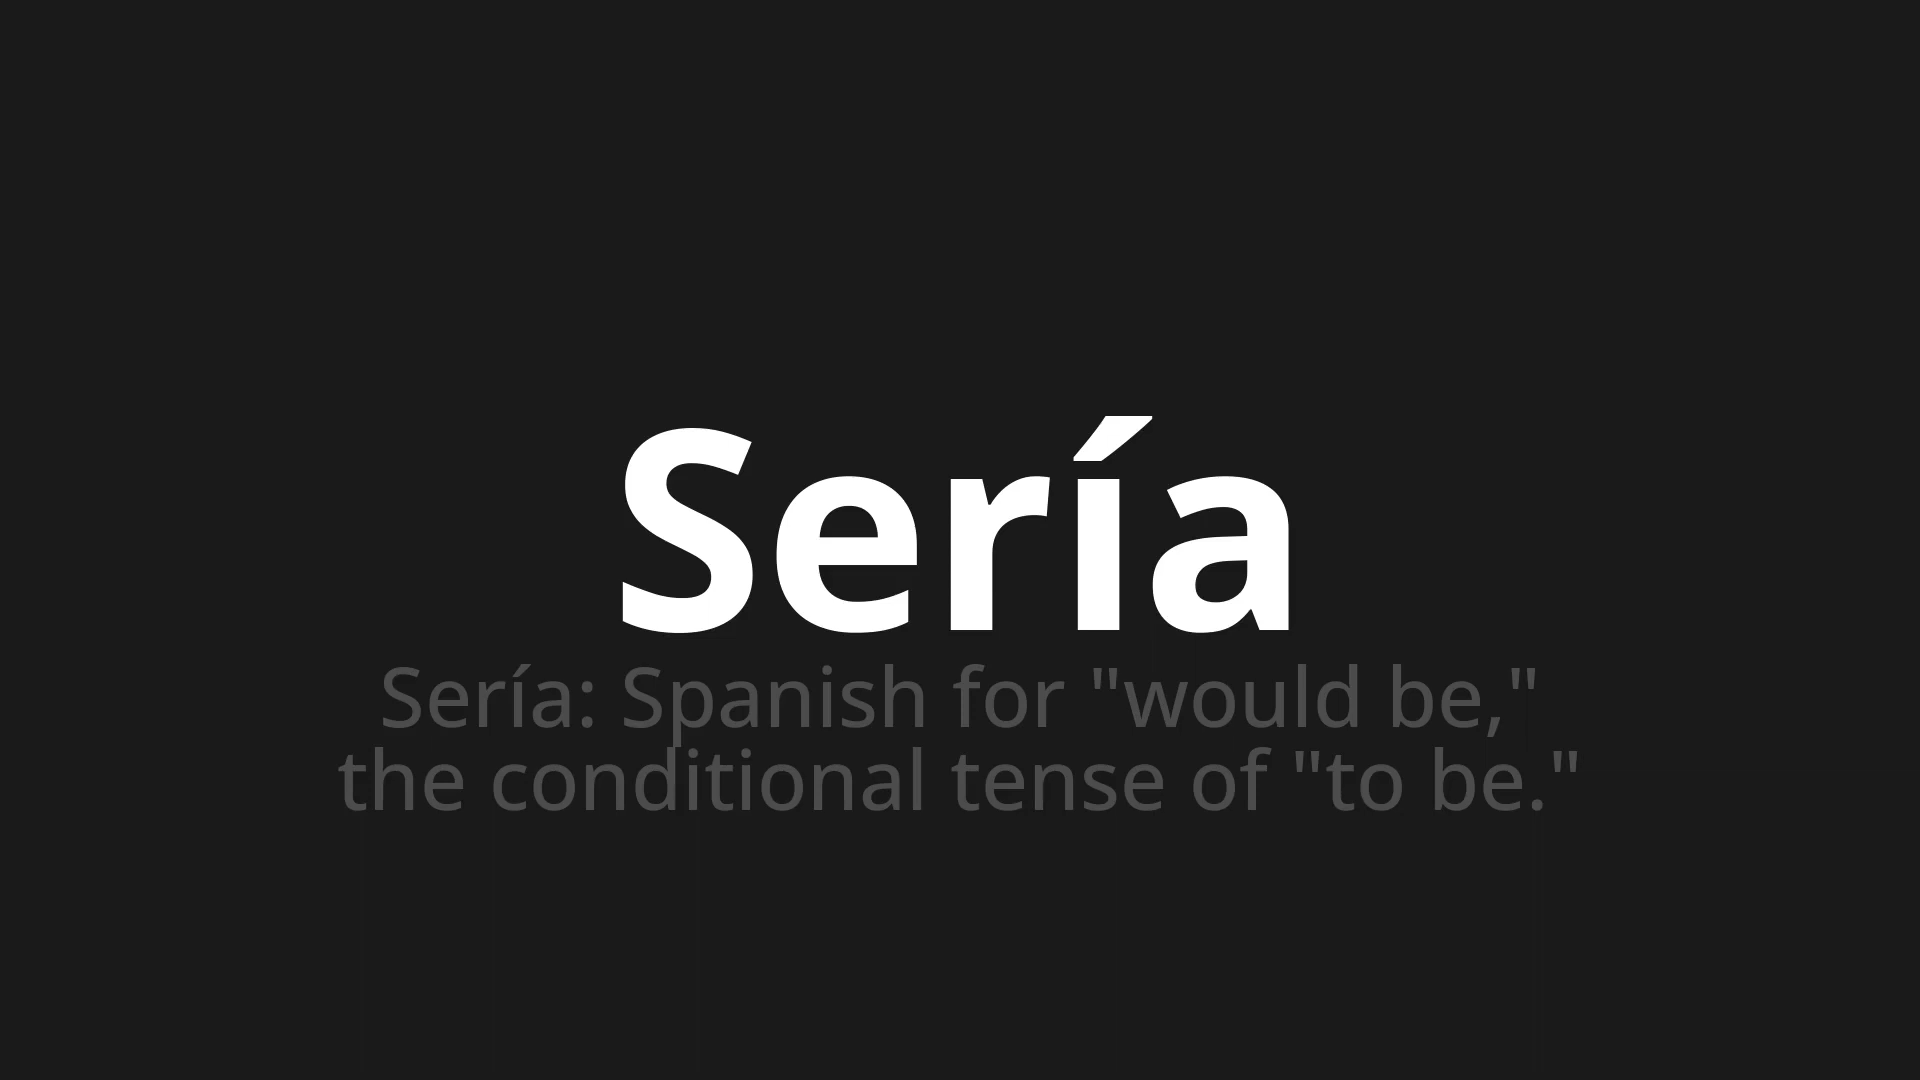 Sería
Sería: Spanish for "would be,"
the conditional tense of "to be."